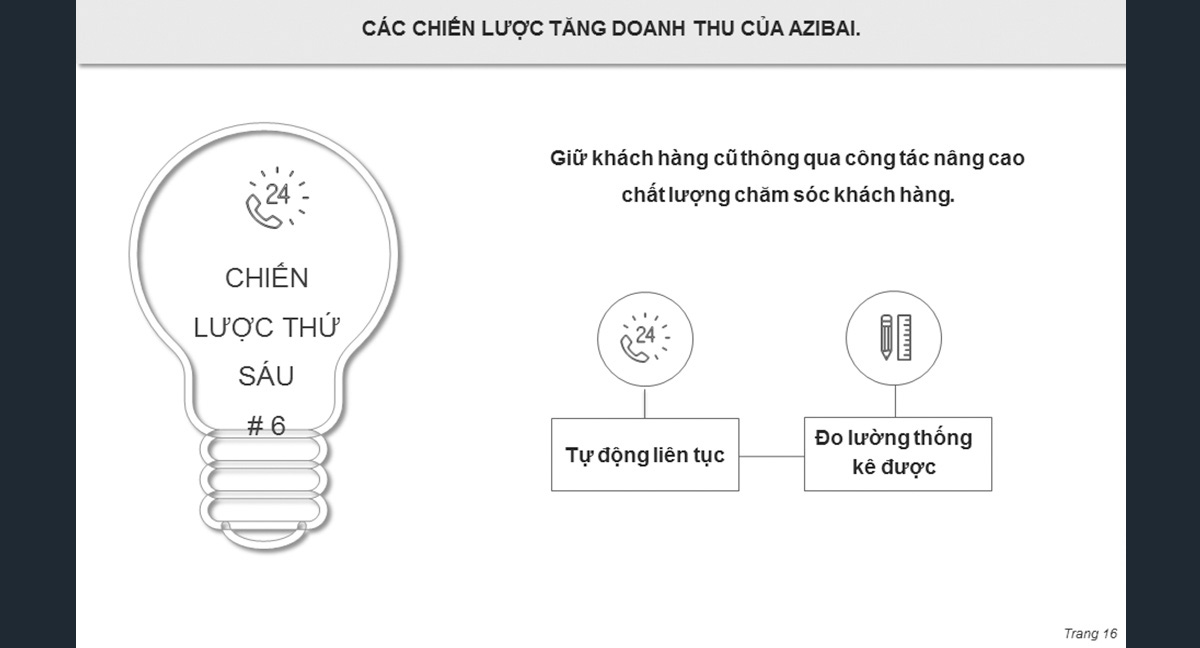 CÁC CHIẾN LƯỢC TĂNG DOANH THU CỦA AZIBAI.
24
CHIẾN
LƯỢC THỨ
SÁU
# 6
Giữ khách hàng cũ thông qua công tác nâng cao
chất lượng chăm sóc khách hàng.
24
Tự động liên tục
Đo lường thống
kê được
Trang 16